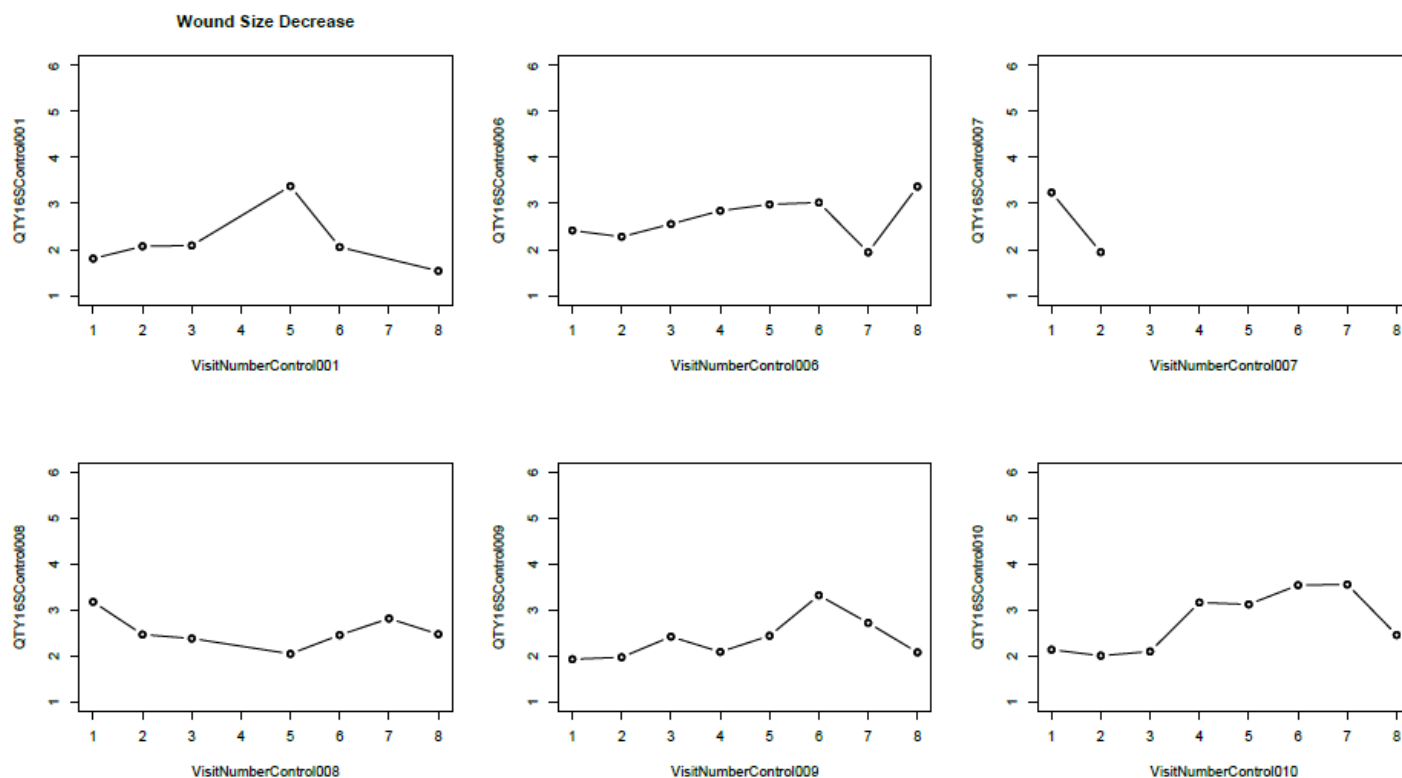 Wound Size Decrease
QTY16SControl001
6
5
4
3
2
1
1 2 3 4 5 6 7 8
VisitNumberControl001
QTY16SControl006
6
5
4
3
2
1
1 2 3 4 5 6 7 8
VisitNumberControl006
QTY16SControl007
6
5
4
3
2
1
1 2 3 4 5 6 7 8
VisitNumberControl007
QTY16SControl008
6
5
4
3
2
1
1 2 3 4 5 6 7 8
VisitNumberControl008
QTY16SControl009
6
5
4
3
2
1
1 2 3 4 5 6 7 8
VisitNumberControl009
QTY16SControl010
6
5
4
3
2
1
1 2 3 4 5 6 7 8
VisitNumberControl010